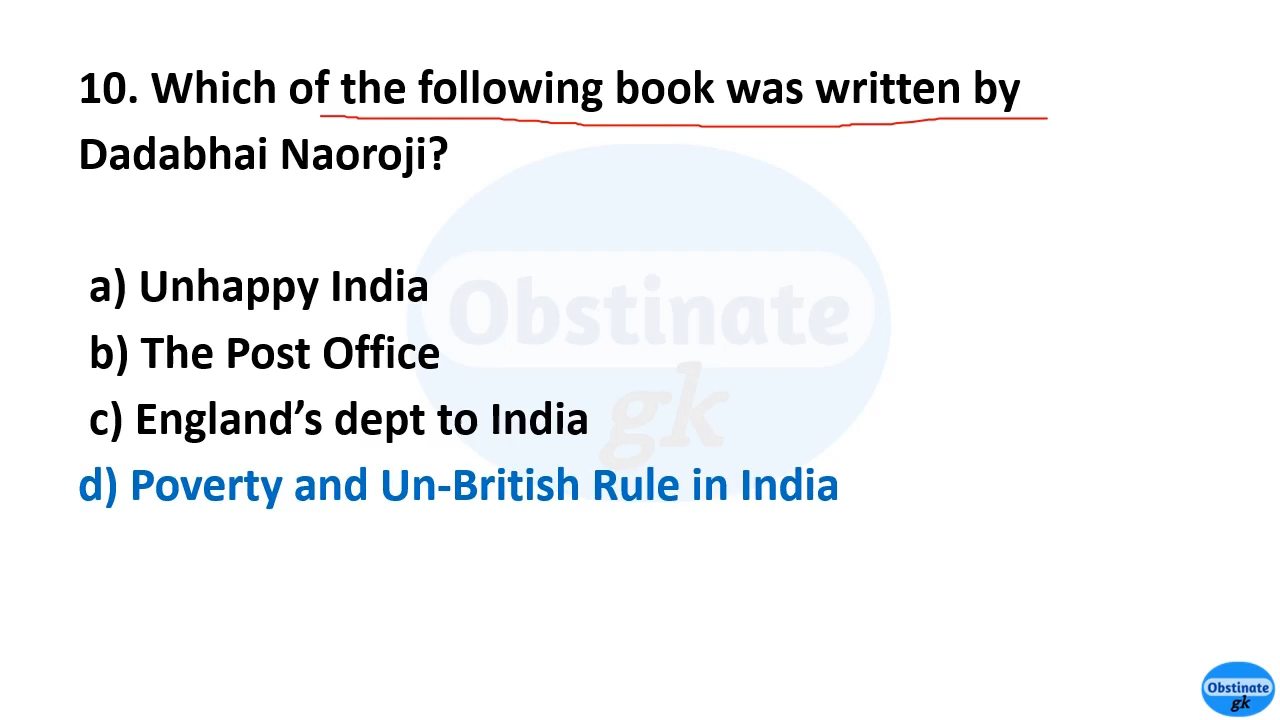 10. Which of the following book was written by
Dadabhai Naoroji?
a) Unhappy India
b) The Post Office
c) England’s dept to India
d) Poverty and Un-British Rule in India
Obstinate
gk
Obstinate
gk